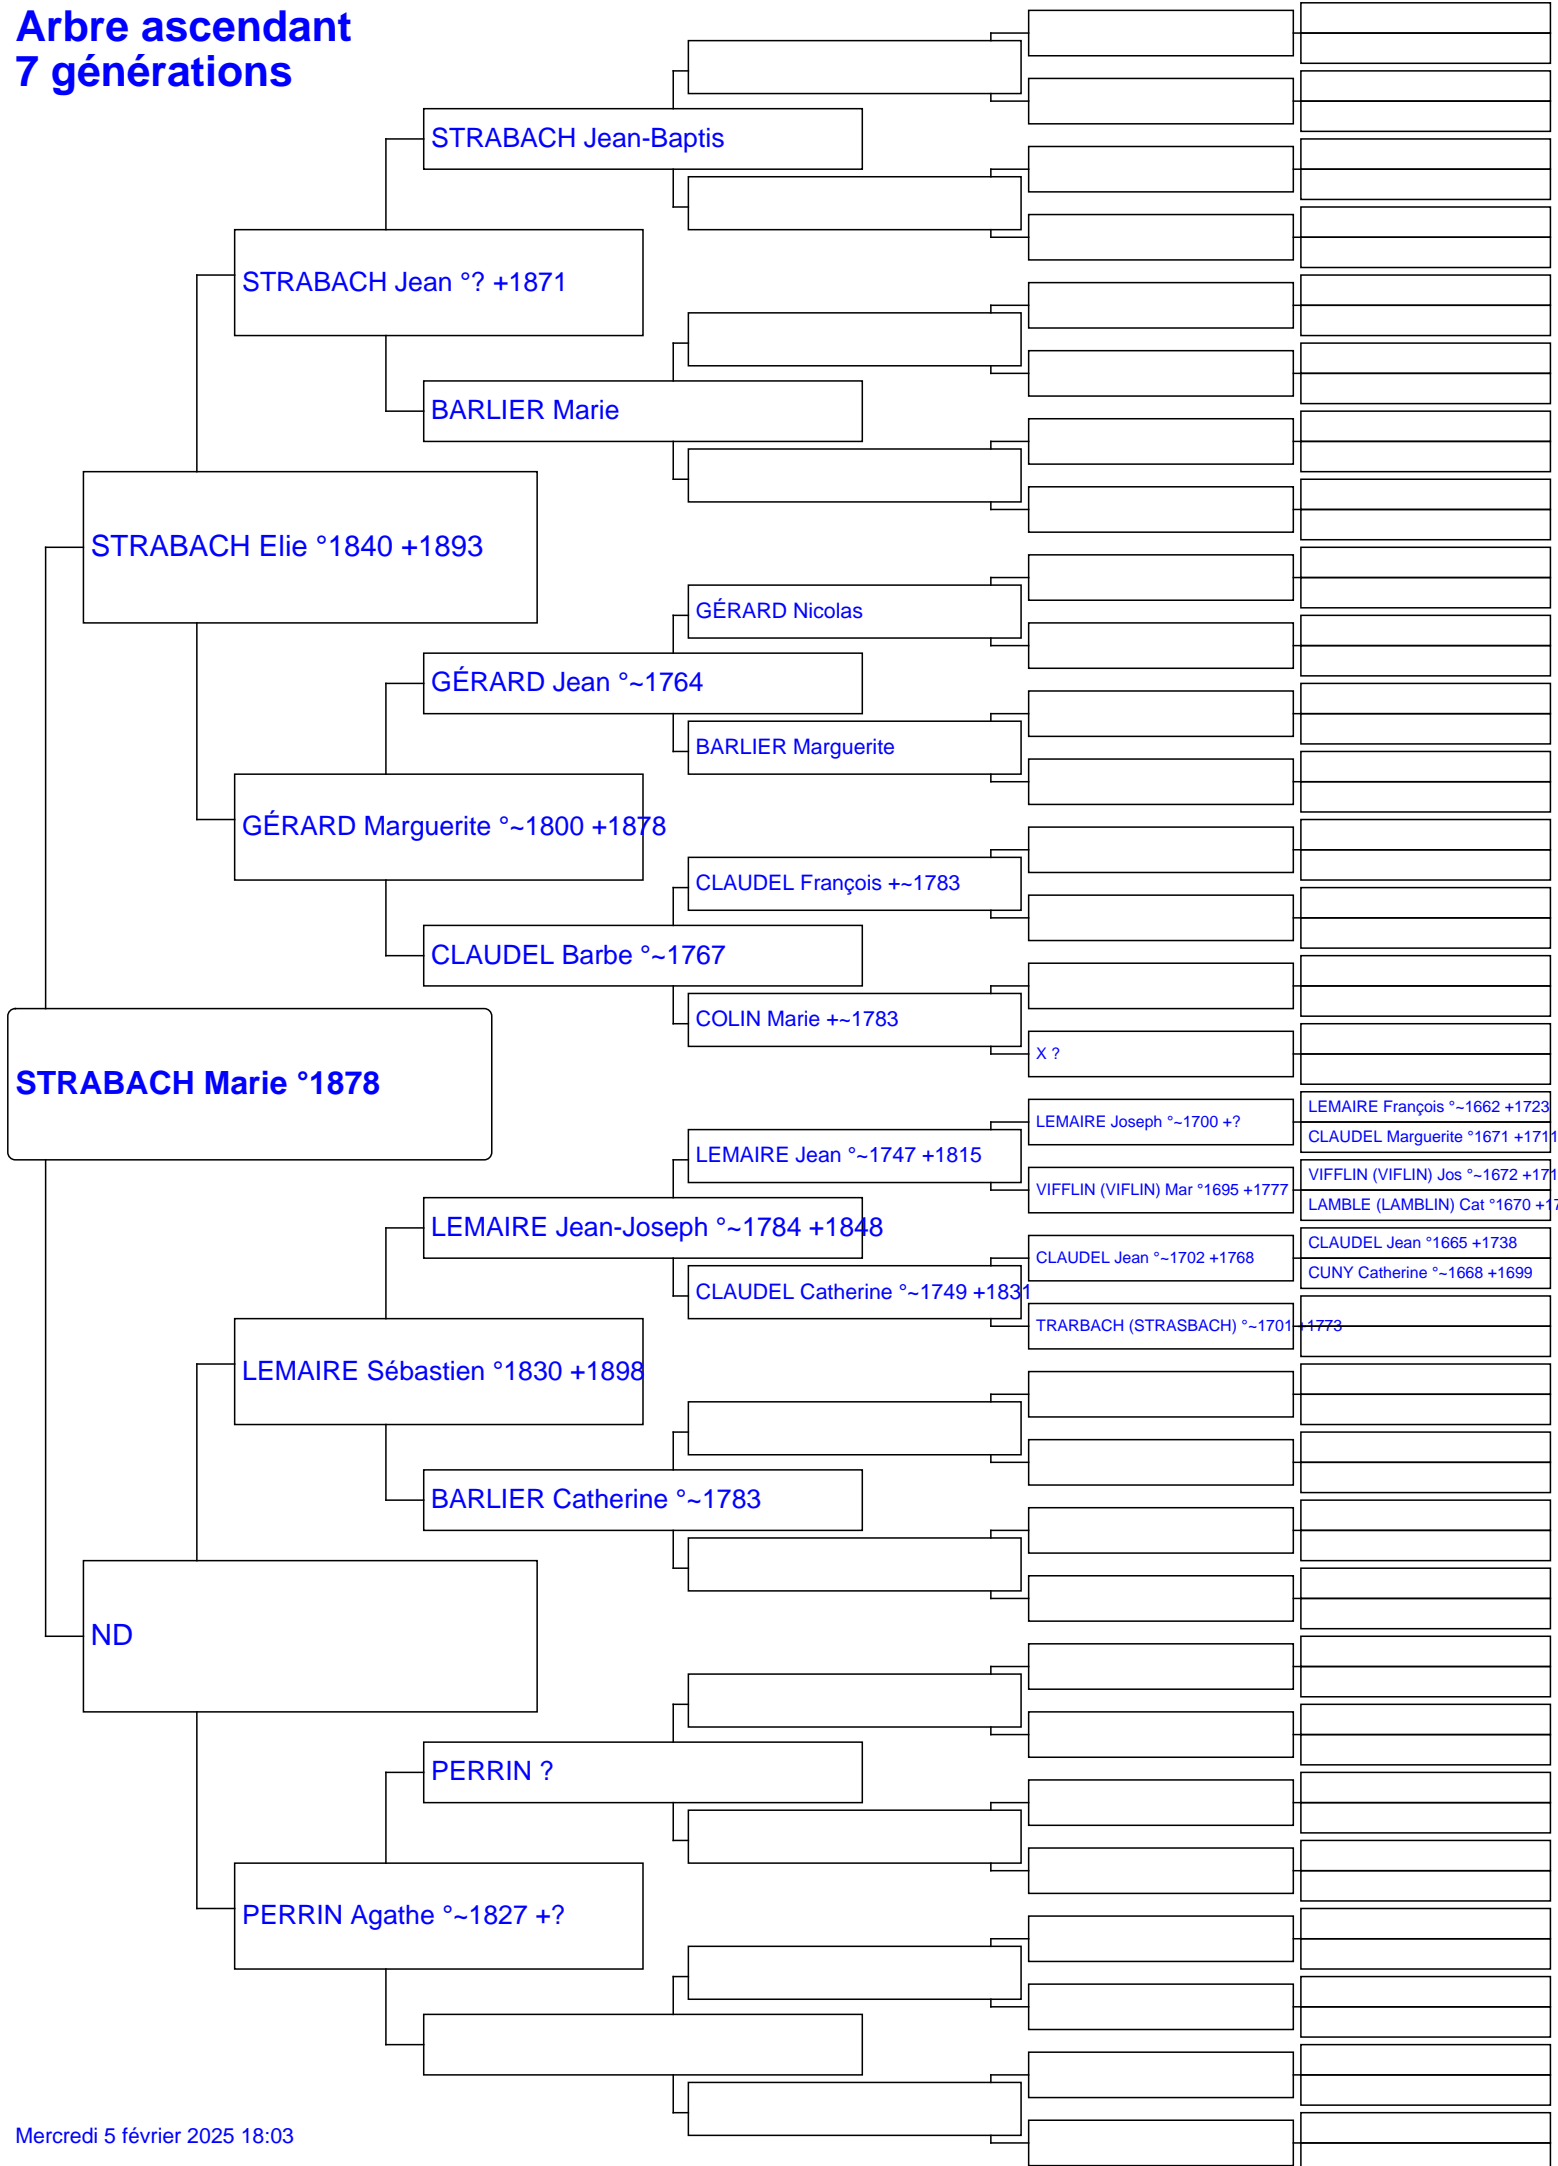 Arbre ascendant
7 générations
STRABACH Jean-Baptis
STRABACH Jean °? +1871
BARLIER Marie
STRABACH Elie °1840 +1893
GÉRARD Nicolas
GÉRARD Jean °~1764
BARLIER Marguerite
GÉRARD Marguerite °~1800 +1878
CLAUDEL François +~1783
CLAUDEL Barbe °~1767
COLIN Marie +~1783
X ?
STRABACH Marie °1878
LEMAIRE François °~1662 +1723
LEMAIRE Joseph °~1700 +?
CLAUDEL Marguerite °1671 +1711
LEMAIRE Jean °~1747 +1815
VIFFLIN (VIFLIN) Jos °~1672 +171
VIFFLIN (VIFLIN) Mar °1695 +1777
LAMBLE (LAMBLIN) Cat °1670 +17
LEMAIRE Jean-Joseph °~1784 +1848
CLAUDEL Jean °1665 +1738
CLAUDEL Jean °~1702 +1768
CUNY Catherine °~1668 +1699
CLAUDEL Catherine °~1749 +1831
TRARBACH (STRASBACH) °~1701 +1773
LEMAIRE Sébastien °1830 +1898
BARLIER Catherine °~1783
ND
PERRIN ?
PERRIN Agathe °~1827 +?
Mercredi 5 février 2025 18:03